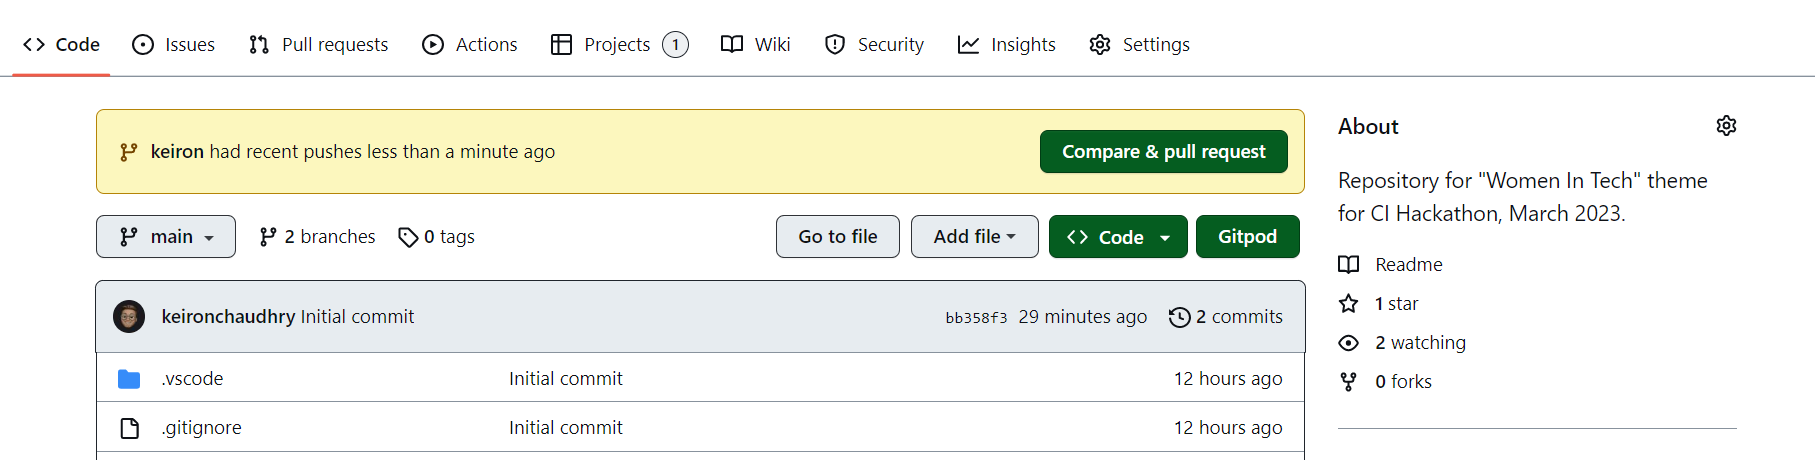 Code Issues Pull requests Actions Projects 1 Wiki Security Insights Settings
keiron had recent pushes less than a minute ago Compare & pull request
main 2 branches 0 tags Go to file Add file Code Gitpod
keironchaudhry Initial commit bb358f3 29 minutes ago 2 commits
.vscode Initial commit 12 hours ago
.gitignore Initial commit 12 hours ago
About
Repository for "Women In Tech" theme
for CI Hackathon, March 2023.
Readme
1 star
2 watching
0 forks